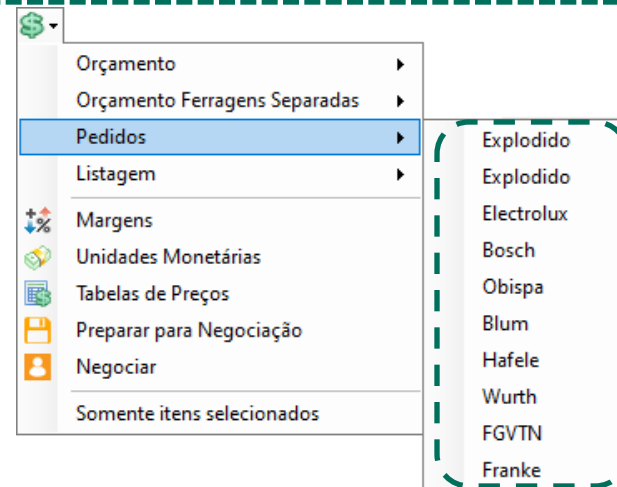 Orçamento
Orçamento Ferragens Separadas
Pedidos
Listagem
Margens
Unidades Monetárias
Tabelas de Preços
Preparar para Negociação
Negociar
Somente itens selecionados
Explodido
Explodido
Electrolux
Bosch
Obispa
Blum
Hafele
Wurth
FGVTN
Franke